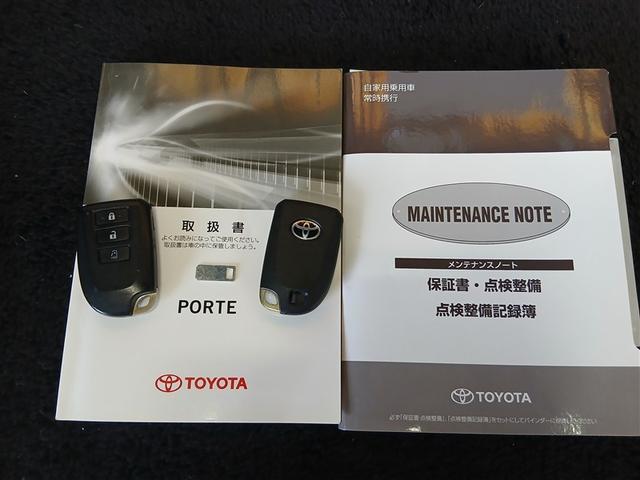 取扱書
よくお読みになってご使用ください。
取扱書は車の中に保管しましょう。
PORTE
TOYOTA
自家用乗用車
常時携行
MAINTENANCE NOTE
メンテナンスノート
保証書・点検整備
点検整備記録簿
TOYOTA